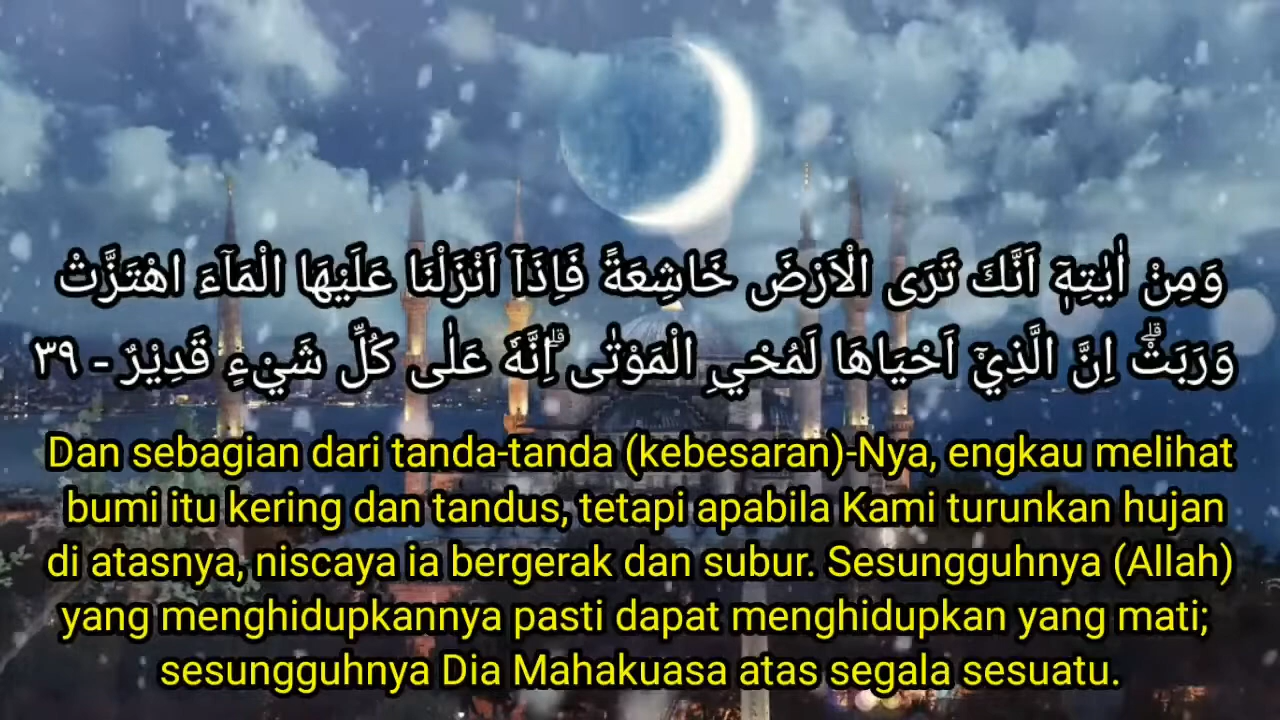 وَمِنْ اٰيٰتِهٖٓ اَنَّكَ تَرَى الْاَرْضَ خَاشِعَةً فَاِذَآ اَنْزَلْنَا عَلَيْهَا الْمَاۤءَ اهْتَزَّتْ
وَرَبَتْۗ اِنَّ الَّذِيْٓ اَحْيَاهَا لَمُحْيِ الْمَوْتٰى ۗاِنَّهٗ عَلٰى كُلِّ شَيْءٍ قَدِيْرٌ - ٣٩
Dan sebagian dari tanda-tanda (kebesaran)-Nya, engkau melihat
bumi itu kering dan tandus, tetapi apabila Kami turunkan hujan
di atasnya, niscaya ia bergerak dan subur. Sesungguhnya (Allah)
yang menghidupkannya pasti dapat menghidupkan yang mati;
sesungguhnya Dia Mahakuasa atas segala sesuatu.